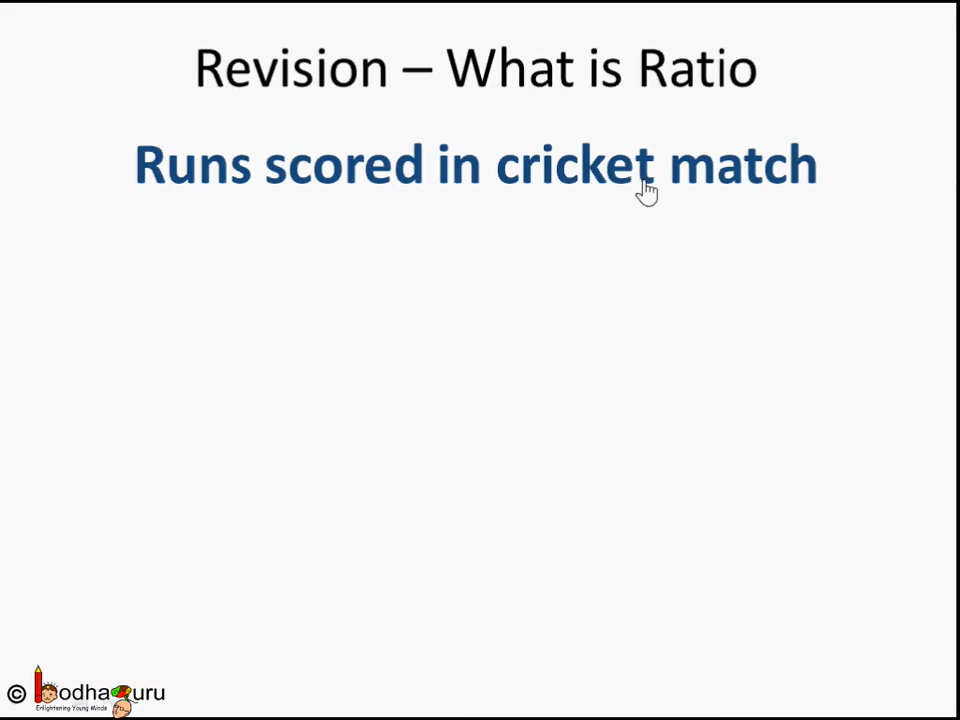 Revision – What is Ratio
Runs scored in cricket match
© BodhaGuru
Enlightening Young Minds